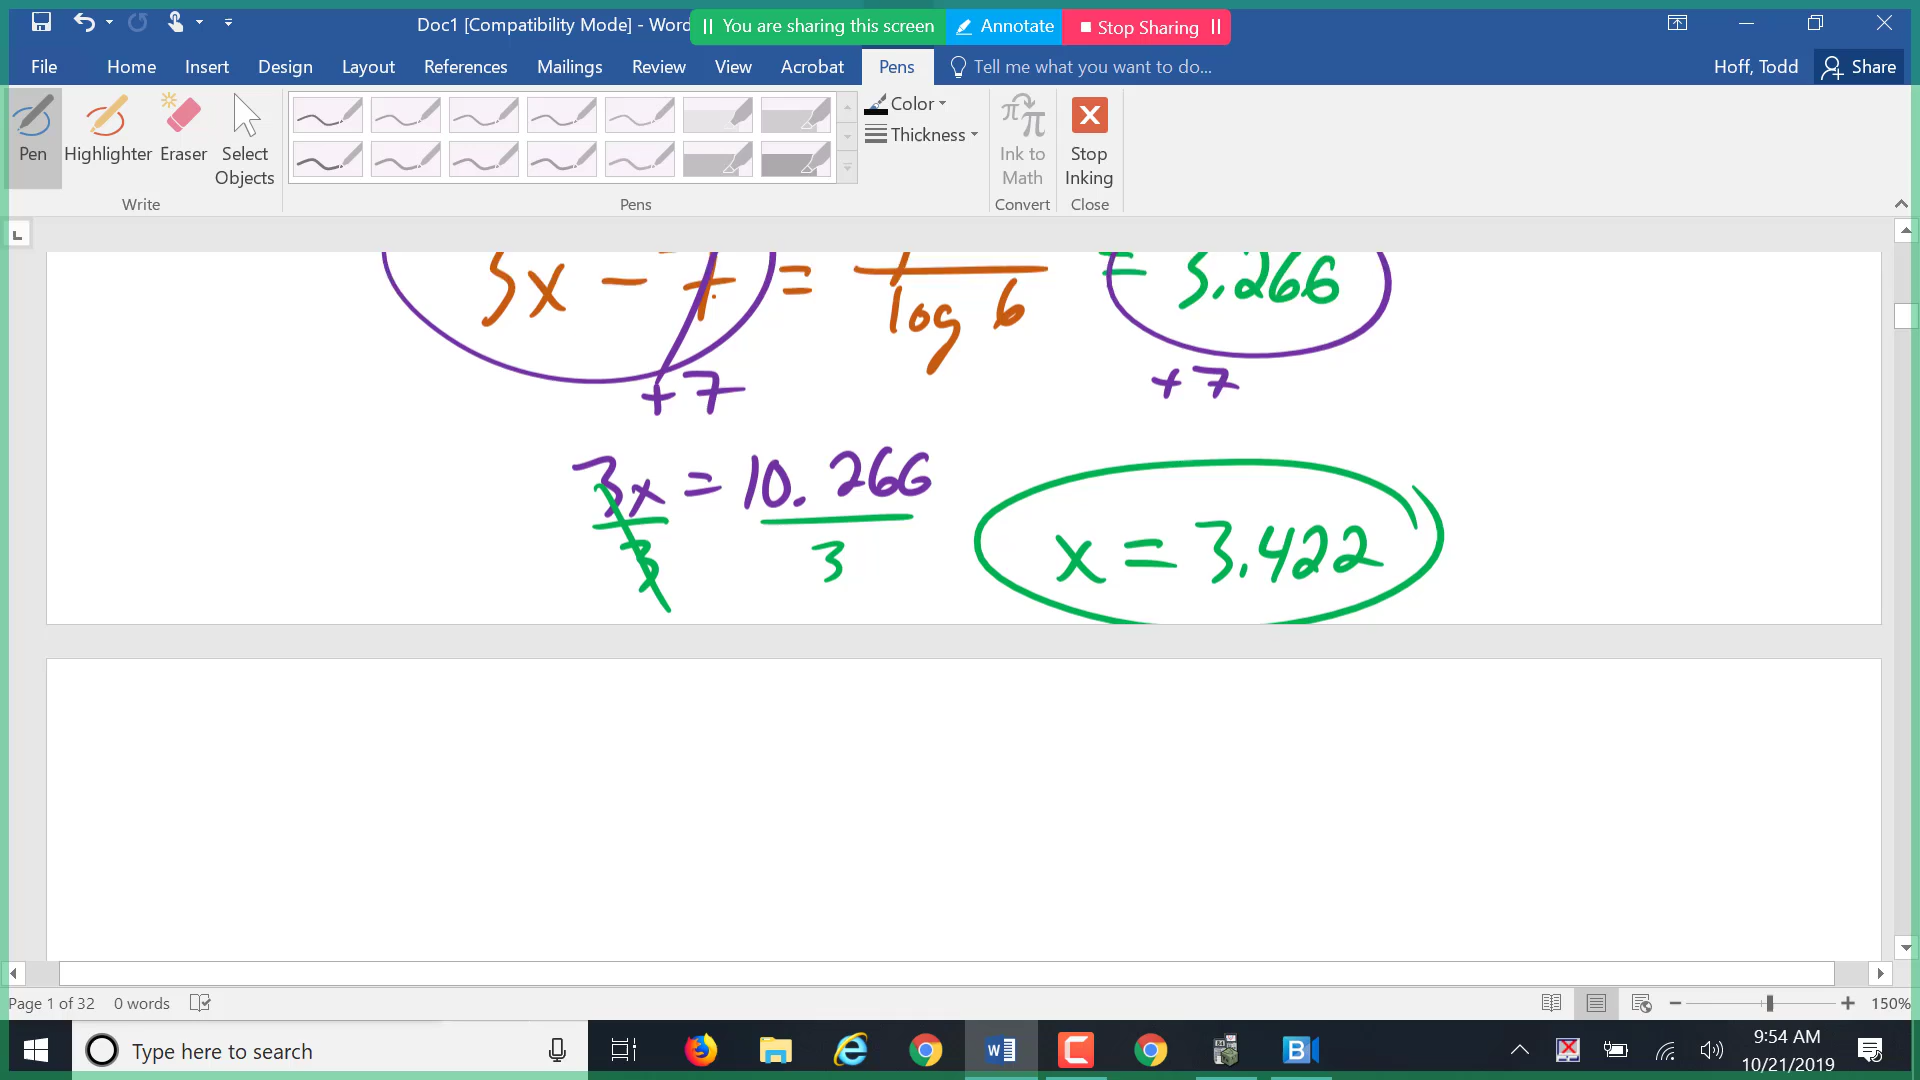 Doc1 [Compatibility Mode] - Word
You are sharing this screen
Annotate
Stop Sharing
File Home Insert Design Layout References Mailings Review View Acrobat Pens Tell me what you want to do... Hoff, Todd Share
Pen Highlighter Eraser Select Objects
Color
Thickness
Ink to Math
Stop Inking
Write Pens Convert Close
3x - 7 = 
log 6
= 3.266
+7 +7
3x = 10.266
3 3
x = 3.422
Page 1 of 32 0 words 150%
Type here to search
9:54 AM
10/21/2019